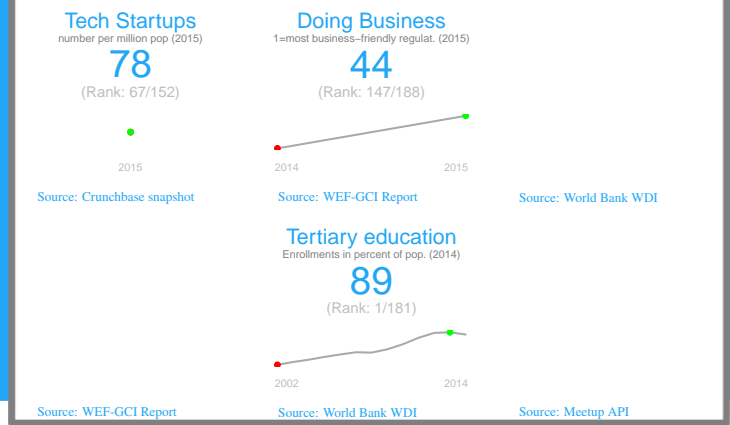 Tech Startups
number per million pop (2015)
78
(Rank: 67/152)
2015
Source: Crunchbase snapshot
Doing Business
1=most business−friendly regulat. (2015)
44
(Rank: 147/188)
2014 2015
Source: WEF-GCI Report
Source: World Bank WDI
Tertiary education
Enrollments in percent of pop. (2014)
89
(Rank: 1/181)
2002 2014
Source: WEF-GCI Report
Source: World Bank WDI
Source: Meetup API